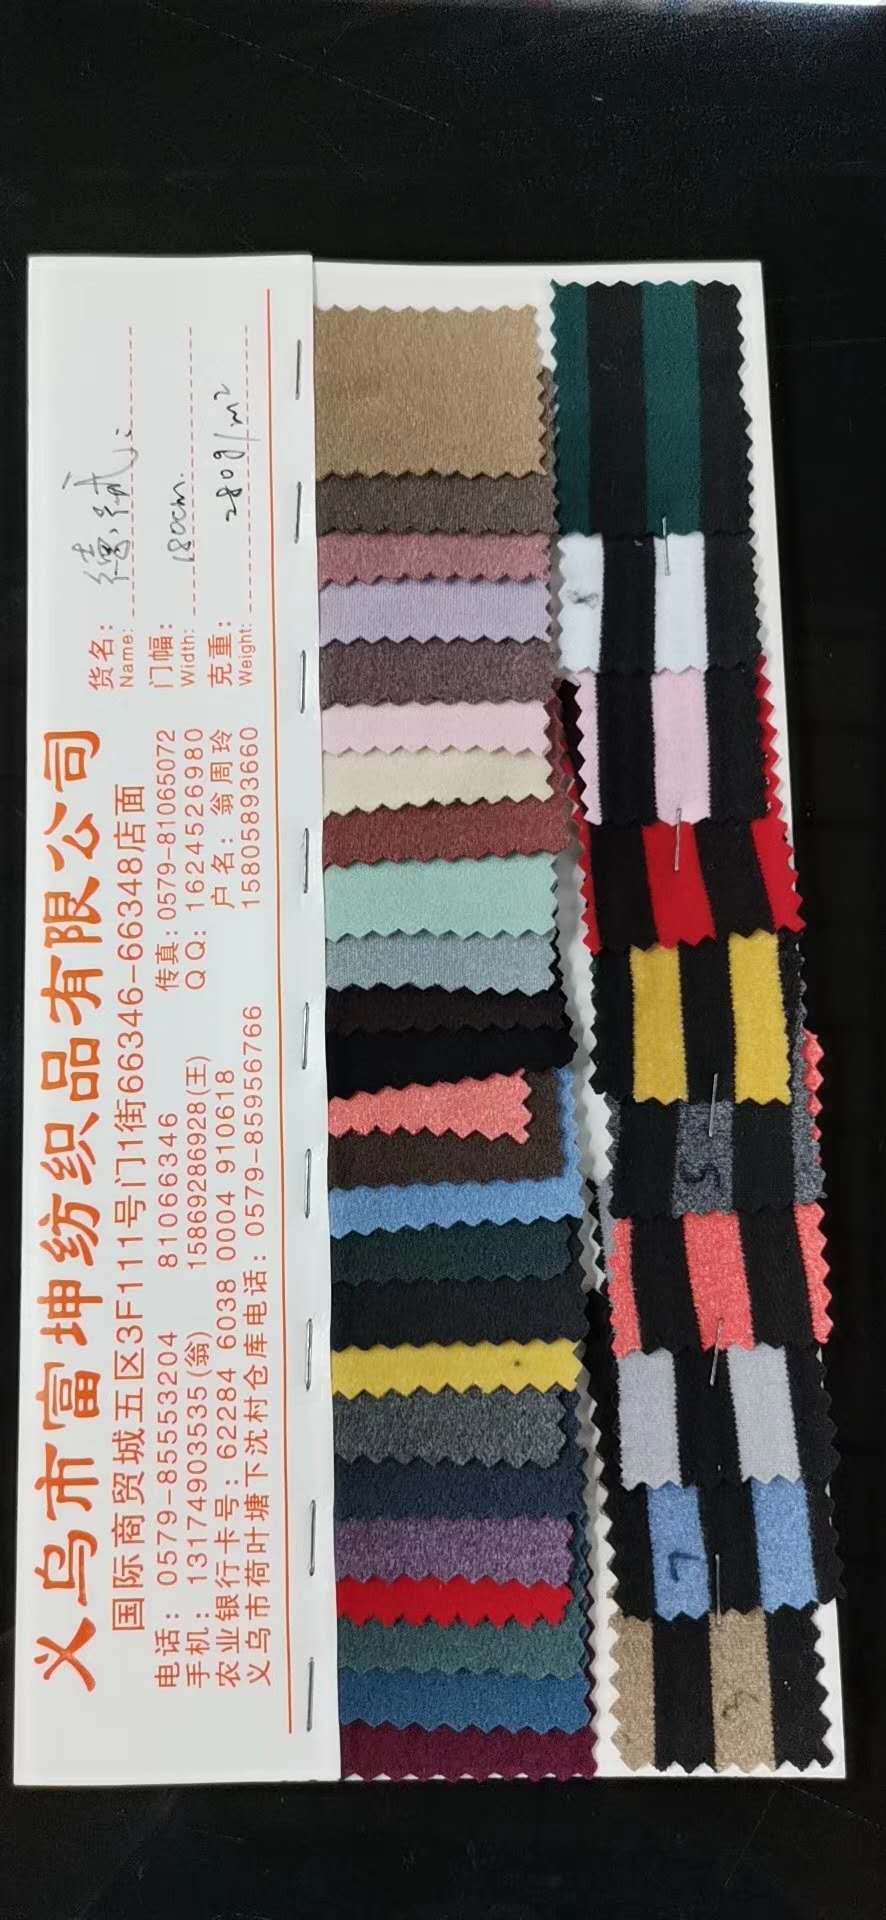 义乌市富坤纺织品有限公司
国际商贸城五区3F111号门1街66346-66348店面
电话：0579-85553204 81066346 传真：0579-81065072
手机：13174903535(翁) 15869286928(王) QQ：1624526980
农业银行卡号：62284 6038 0004 910618 户名：翁周玲
义乌市荷叶塘下沈村仓库电话：0579-85956766 15805893660
货名： 德绒
Name:
门幅： 180cm.
Width:
克重： 280g/m²
Weight:
5
7
3